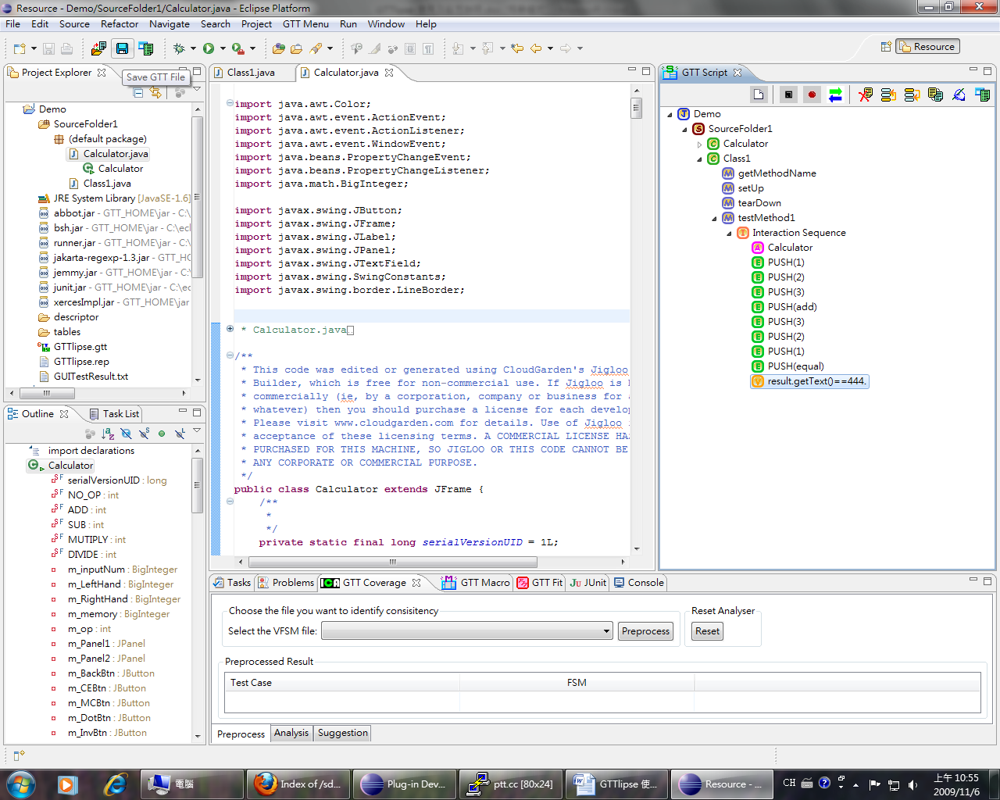 Resource - Demo/SourceFolder1/Calculator.java - Eclipse Platform
File Edit Source Refactor Navigate Search Project GTT Menu Run Window Help
Resource
Project Explorer
Save GTT File
Demo
SourceFolder1
(default package)
Calculator.java
Calculator
Class1.java
JRE System Library [JavaSE-1.6]
abbot.jar - GTT_HOME\jar - C:\
bsh.jar - GTT_HOME\jar - C:\ecl
runner.jar - GTT_HOME\jar - C:\
jakarta-regexp-1.3.jar - GTT_HO
jemmy.jar - GTT_HOME\jar - C:\
junit.jar - GTT_HOME\jar - C:\ec
xercesImpl.jar - GTT_HOME\jar
descriptor
tables
GTTlipse.gtt
GTTlipse.rep
GUITestResult.txt
Outline Task List
import declarations
Calculator
serialVersionUID : long
NO_OP : int
ADD : int
SUB : int
MUTIPLY : int
DIVIDE : int
m_inputNum : BigInteger
m_LeftHand : BigInteger
m_RightHand : BigInteger
m_memory : BigInteger
m_op : int
m_Panel1 : JPanel
m_Panel2 : JPanel
m_BackBtn : JButton
m_CEBtn : JButton
m_MCBtn : JButton
m_DotBtn : JButton
m_InvBtn : JButton
Class1.java Calculator.java
import java.awt.Color;
import java.awt.event.ActionEvent;
import java.awt.event.ActionListener;
import java.awt.event.WindowEvent;
import java.beans.PropertyChangeEvent;
import java.beans.PropertyChangeListener;
import java.math.BigInteger;
import javax.swing.JButton;
import javax.swing.JFrame;
import javax.swing.JLabel;
import javax.swing.JPanel;
import javax.swing.JTextField;
import javax.swing.SwingConstants;
import javax.swing.border.LineBorder;
* Calculator.java
/**
* This code was edited or generated using CloudGarden's Jigloo
* Builder, which is free for non-commercial use. If Jigloo is
* commercially (ie, by a corporation, company or business for
* whatever) then you should purchase a license for each develop
* Please visit www.cloudgarden.com for details. Use of Jigloo
* acceptance of these licensing terms. A COMMERCIAL LICENSE HA
* PURCHASED FOR THIS MACHINE, SO JIGLOO OR THIS CODE CANNOT BE
* ANY CORPORATE OR COMMERCIAL PURPOSE.
*/
public class Calculator extends JFrame {
/**
*
*/
private static final long serialVersionUID = 1L;
GTT Script
Demo
SourceFolder1
Calculator
Class1
getMethodName
setUp
tearDown
testMethod1
Interaction Sequence
Calculator
PUSH(1)
PUSH(2)
PUSH(3)
PUSH(add)
PUSH(3)
PUSH(2)
PUSH(1)
PUSH(equal)
result.getText()==444.
Tasks Problems GTT Coverage GTT Macro GTT Fit JUnit Console
Choose the file you want to identify consisitency
Select the VFSM file: Preprocess
Reset Analyser
Reset
Preprocessed Result
Test Case FSM
Preprocess Analysis Suggestion
電腦
Index of /sd...
Plug-in Dev...
ptt.cc [80x24]
GTTlipse 使...
Resource - ...
CH
上午 10:55
2009/11/6